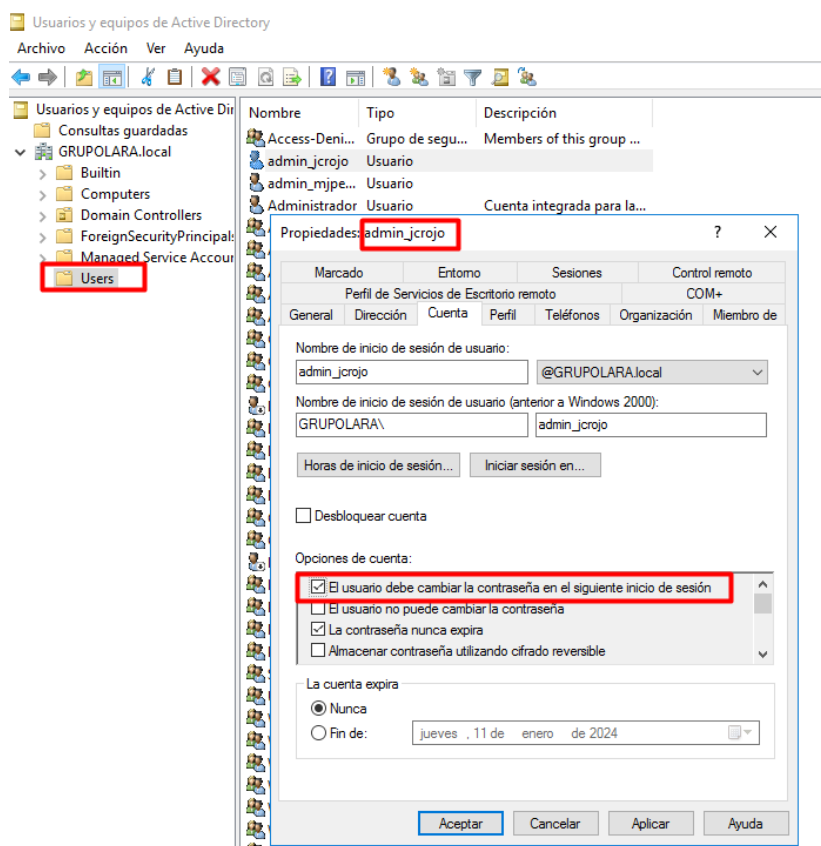 Usuarios y equipos de Active Directory
Archivo Acción Ver Ayuda
Usuarios y equipos de Active Dir
Consultas guardadas
GRUPOLARA.local
Builtin
Computers
Domain Controllers
ForeignSecurityPrincipals
Managed Service Accour
Users
Nombre Tipo Descripción
Access-Deni... Grupo de segu... Members of this group ...
admin_jcrojo Usuario
admin_mjpe... Usuario
Administrador Usuario Cuenta integrada para la...
Propiedades: admin_jcrojo ? X
Marcado Entorno Sesiones Control remoto
Perfil de Servicios de Escritorio remoto COM+
General Dirección Cuenta Perfil Teléfonos Organización Miembro de
Nombre de inicio de sesión de usuario:
admin_jcrojo @GRUPOLARA.local
Nombre de inicio de sesión de usuario (anterior a Windows 2000):
GRUPOLARA\ admin_jcrojo
Horas de inicio de sesión... Iniciar sesión en...
Desbloquear cuenta
Opciones de cuenta:
El usuario debe cambiar la contraseña en el siguiente inicio de sesión
El usuario no puede cambiar la contraseña
La contraseña nunca expira
Almacenar contraseña utilizando cifrado reversible
La cuenta expira
Nunca
Fin de: jueves , 11 de enero de 2024
Aceptar Cancelar Aplicar Ayuda